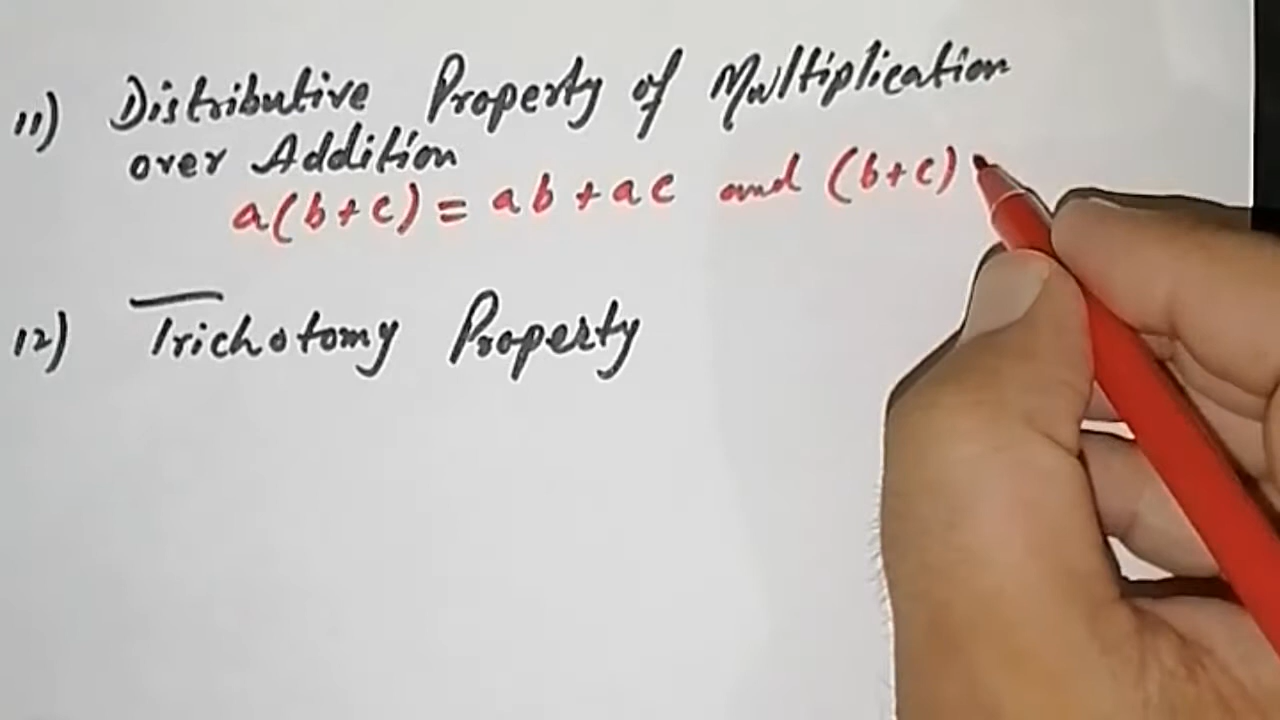 11) Distributive Property of Multiplication
over Addition
a(b+c) = ab + ac and (b+c)
12) Trichotomy Property